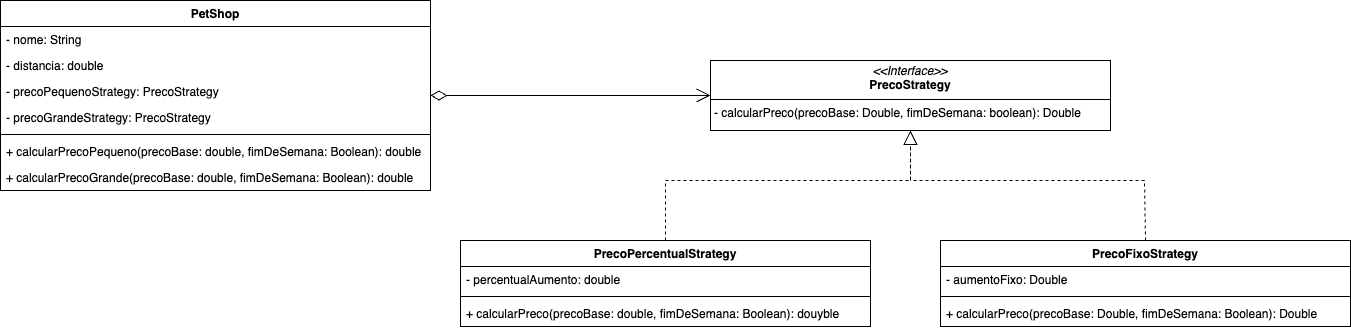 PetShop
- nome: String
- distancia: double
- precoPequenoStrategy: PrecoStrategy
- precoGrandeStrategy: PrecoStrategy
+ calcularPrecoPequeno(precoBase: double, fimDeSemana: Boolean): double
+ calcularPrecoGrande(precoBase: double, fimDeSemana: Boolean): double
<<Interface>>
PrecoStrategy
- calcularPreco(precoBase: Double, fimDeSemana: boolean): Double
PrecoPercentualStrategy
- percentualAumento: double
+ calcularPreco(precoBase: double, fimDeSemana: Boolean): douyble
PrecoFixoStrategy
- aumentoFixo: Double
+ calcularPreco(precoBase: Double, fimDeSemana: Boolean): Double